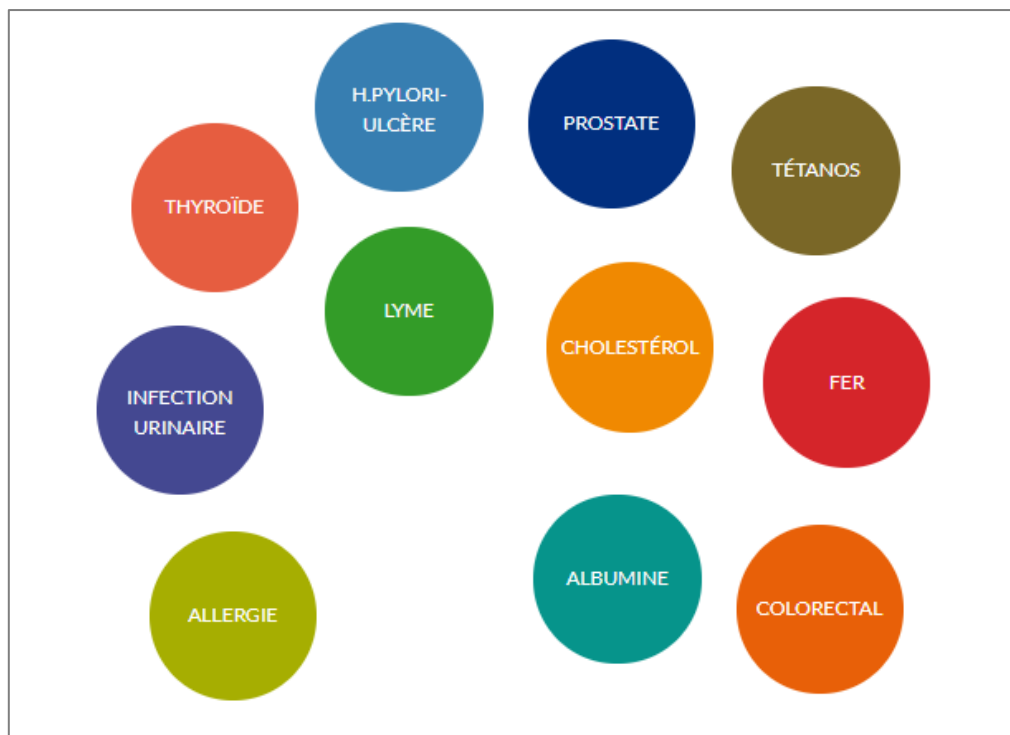 H.PYLORI-
ULCÈRE
PROSTATE
TÉTANOS
THYROÏDE
LYME
CHOLESTÉROL
FER
INFECTION
URINAIRE
ALBUMINE
COLORECTAL
ALLERGIE